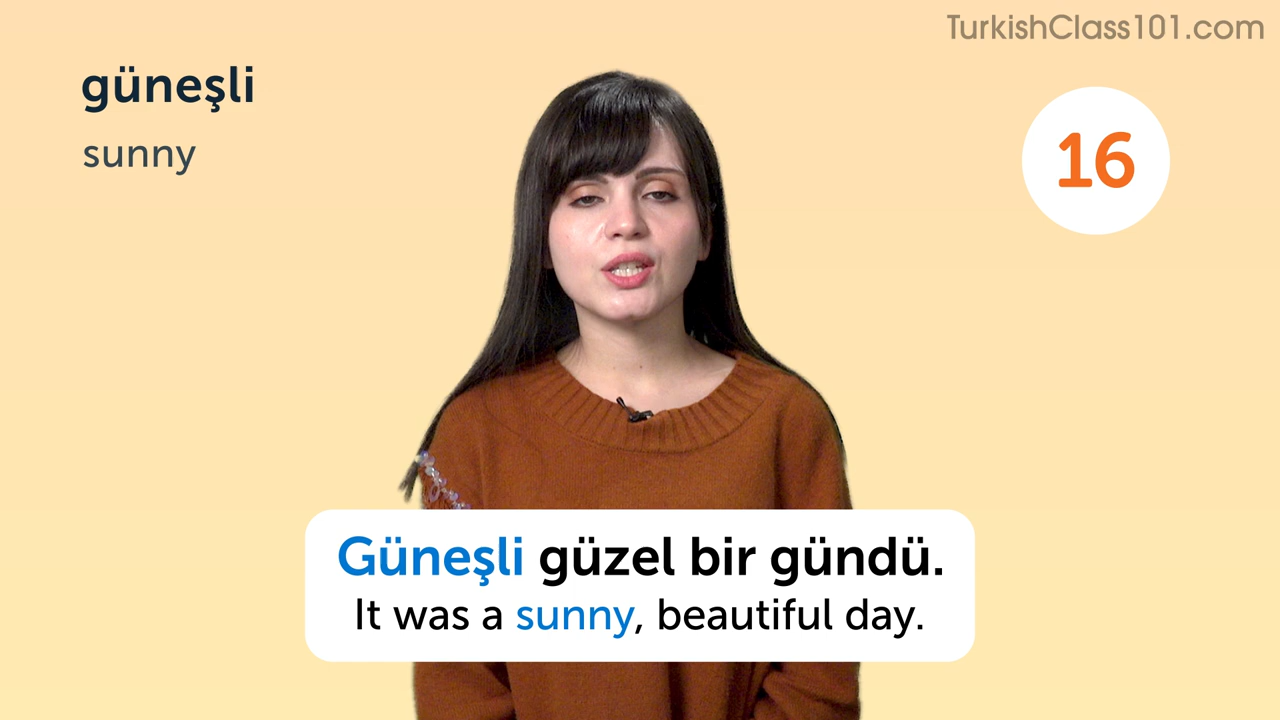 TurkishClass101.com
güneşli
sunny
16
Güneşli güzel bir gündü.
It was a sunny, beautiful day.